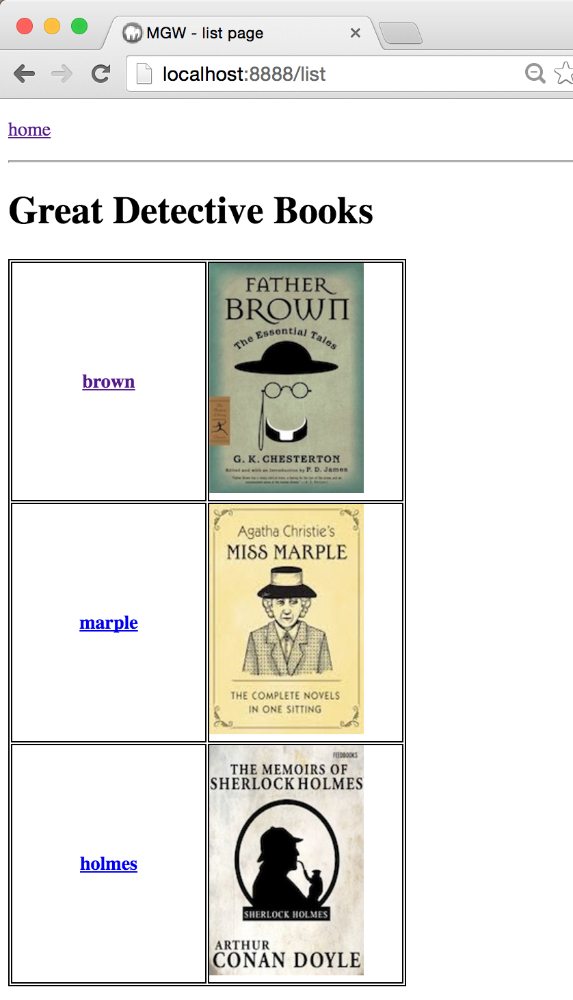 MGW - list page
localhost:8888/list
home
Great Detective Books
brown
FATHER
BROWN
The Essential Tales
G. K. CHESTERTON
Edited and with an Introduction by P. D. James
marple
Agatha Christie's
MISS MARPLE
THE COMPLETE NOVELS
IN ONE SITTING
holmes
FEEDBOOKS
THE MEMOIRS OF
SHERLOCK HOLMES
SHERLOCK HOLMES
ARTHUR
CONAN DOYLE